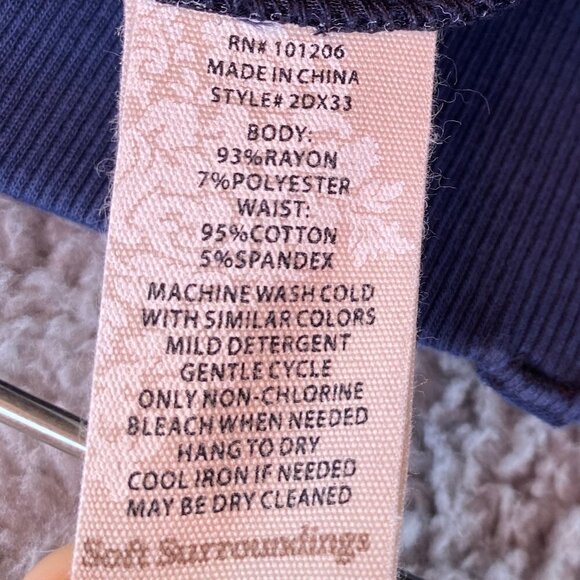 RN# 101206
MADE IN CHINA
STYLE# 2DX33
BODY:
93%RAYON
7%POLYESTER
WAIST:
95%COTTON
5%SPANDEX
MACHINE WASH COLD
WITH SIMILAR COLORS
MILD DETERGENT
GENTLE CYCLE
ONLY NON-CHLORINE
BLEACH WHEN NEEDED
HANG TO DRY
COOL IRON IF NEEDED
MAY BE DRY CLEANED
Soft Surroundings